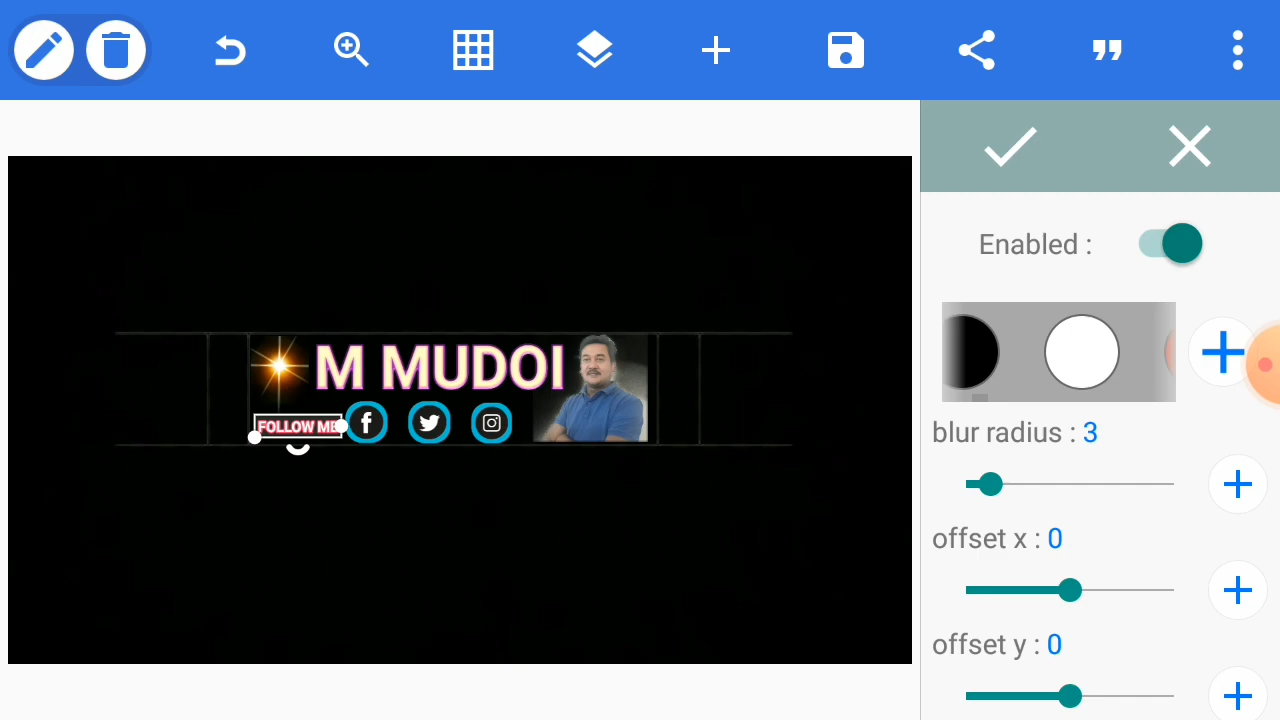 Enabled :
M MUDOI
FOLLOW ME
blur radius : 3
offset x : 0
offset y : 0